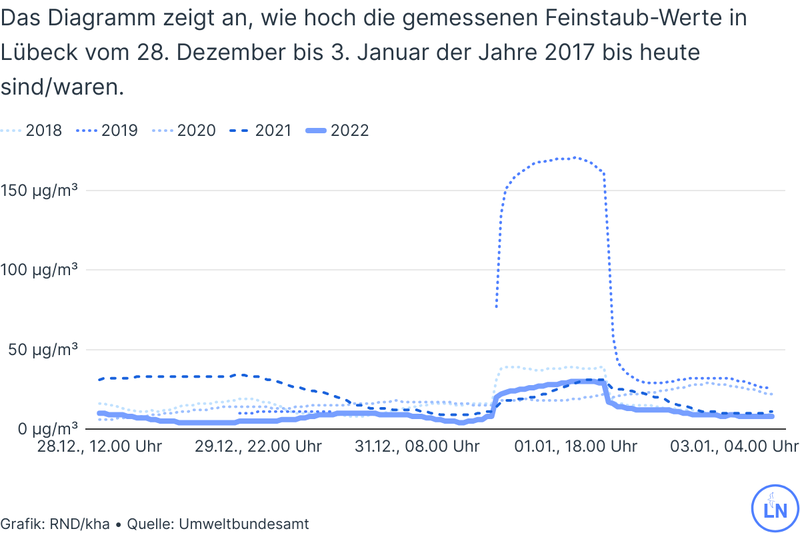 Das Diagramm zeigt an, wie hoch die gemessenen Feinstaub-Werte in
Lübeck vom 28. Dezember bis 3. Januar der Jahre 2017 bis heute
sind/waren.
2018 2019 2020 2021 2022
150 µg/m³
100 µg/m³
50 µg/m³
0 µg/m³
28.12., 12.00 Uhr 29.12., 22.00 Uhr 31.12., 08.00 Uhr 01.01., 18.00 Uhr 03.01., 04.00 Uhr
LN
Grafik: RND/kha • Quelle: Umweltbundesamt